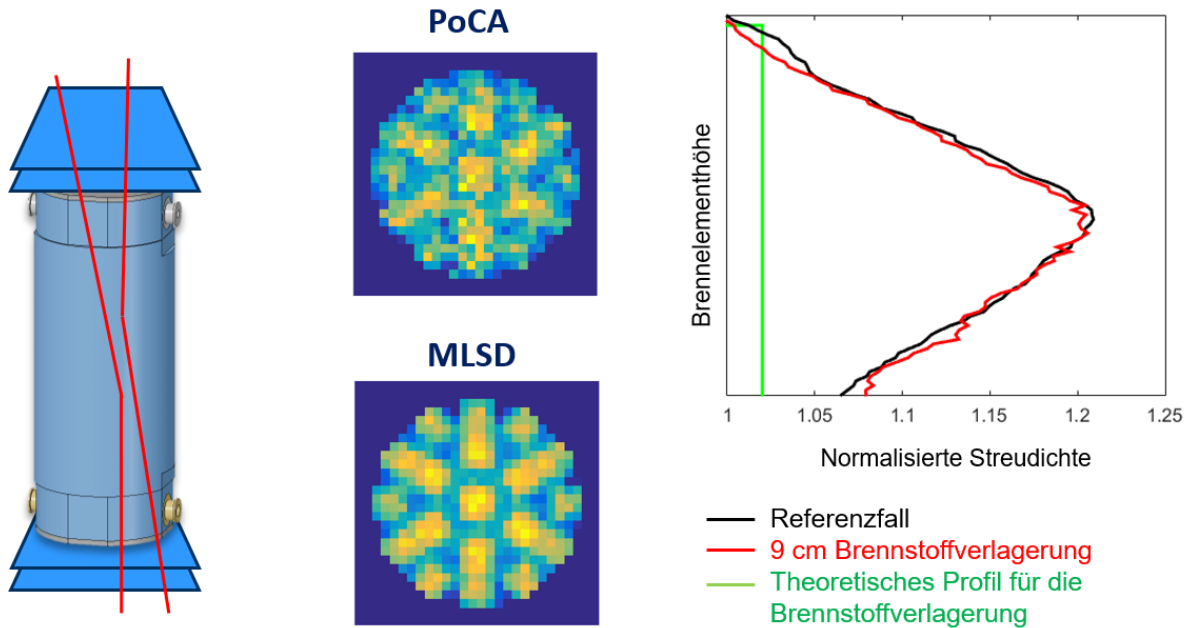 PoCA
MLSD
Brennelementhöhe
1 1.05 1.1 1.15 1.2 1.25
Normalisierte Streudichte
Referenzfall
9 cm Brennstoffverlagerung
Theoretisches Profil für die
Brennstoffverlagerung